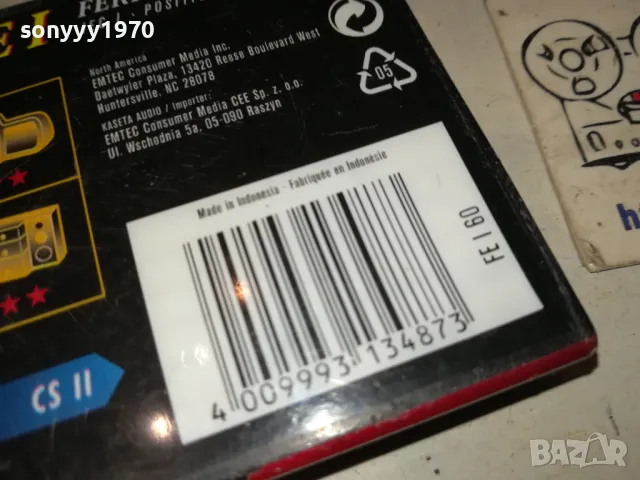 sonyyy1970
E I
North America
EMTEC Consumer Media Inc.
Daetwyler Plaza, 13420 Reese Boulevard West
Huntersville, NC 28078
KASETA AUDIO / Importer:
EMTEC Consumer Media CEE Sp. z o.o.
Ul. Wschodnia 5a, 05-090 Raszyn
05
Made in Indonesia - Fabriquée en Indonésie
FE I 60
4 009993 134873
CS II
BAZAR
bg